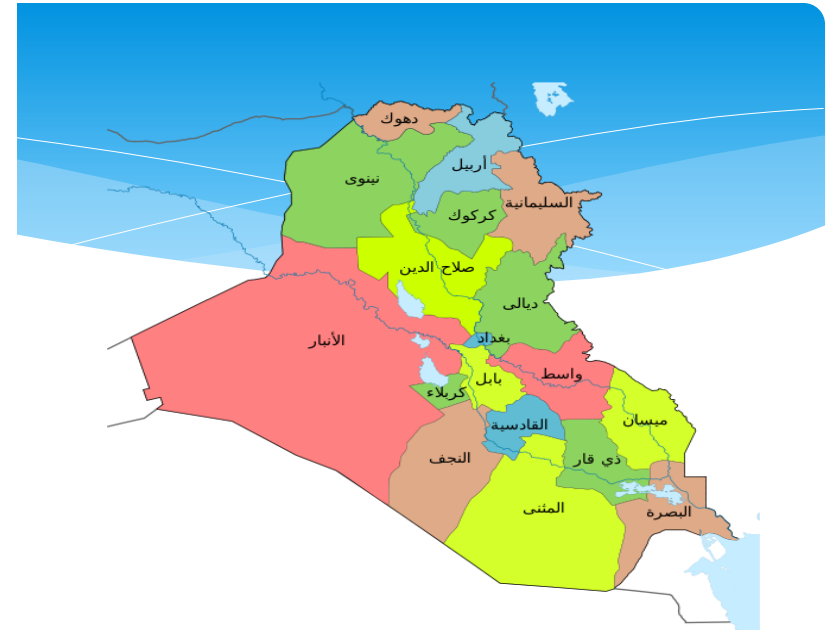 دهوك
أربيل
نينوى
السليمانية
كركوك
صلاح الدين
ديالى
بغداد
الأنبار
واسط
بابل
كربلاء
ميسان
القادسية
النجف
ذي قار
المثنى
البصرة